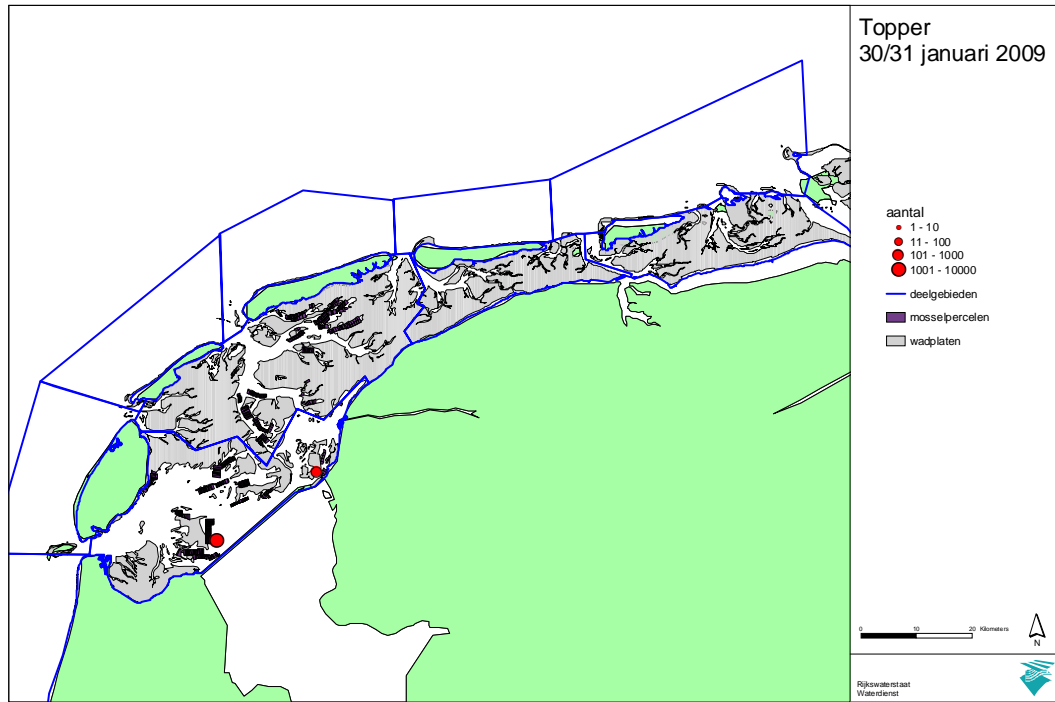 Topper
30/31 januari 2009
aantal
1 - 10
11 - 100
101 - 1000
1001 - 10000
deelgebieden
mosselpercelen
wadplaten
0 10 20 Kilometers
N
Rijkswaterstaat
Waterdienst